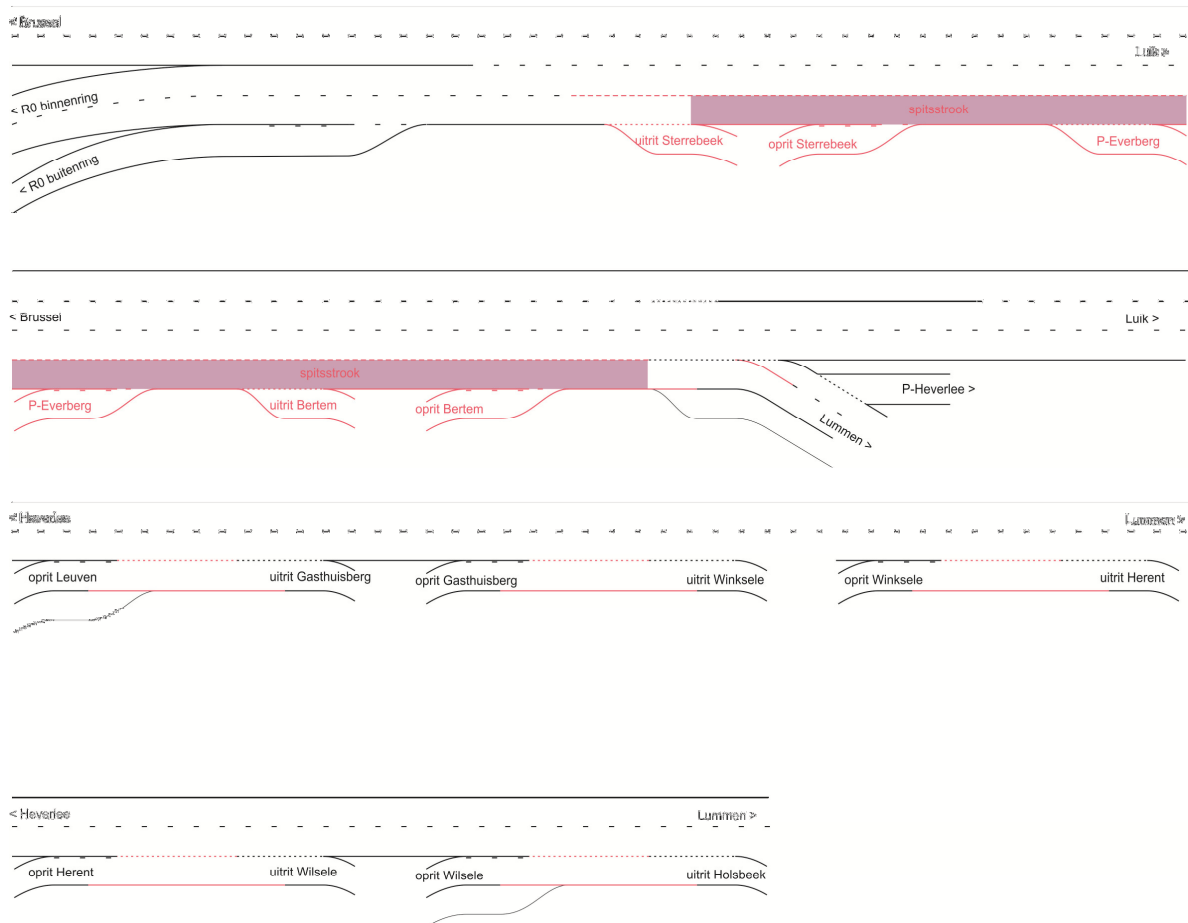 < Brussel
Luik >
< R0 binnenring
spitsstrook
uitrit Sterrebeek
oprit Sterrebeek
P-Everberg
< R0 buitenring
< Brussel
Luik >
spitsstrook
P-Everberg
uitrit Bertem
oprit Bertem
P-Heverlee >
Lummen >
< Heverlee
Lummen >
oprit Leuven
uitrit Gasthuisberg
oprit Gasthuisberg
uitrit Winksele
oprit Winksele
uitrit Herent
< Heverlee
Lummen >
oprit Herent
uitrit Wilsele
oprit Wilsele
uitrit Holsbeek